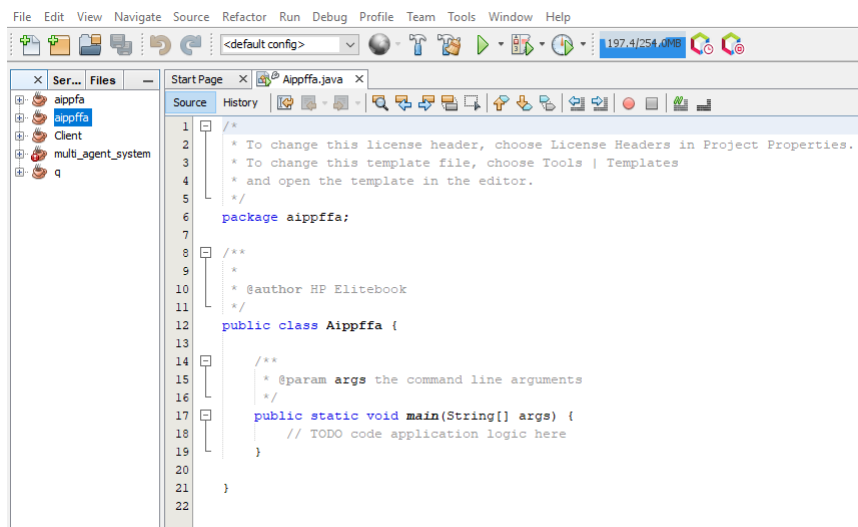 File Edit View Navigate Source Refactor Run Debug Profile Team Tools Window Help
<default config>
197.4/254.0MB
Ser... Files
Start Page
Aippffa.java
aippfa
aippffa
Client
multi_agent_system
q
Source History
1 /*
2 * To change this license header, choose License Headers in Project Properties.
3 * To change this template file, choose Tools | Templates
4 * and open the template in the editor.
5 */
6 package aippffa;
7
8 /**
9 *
10 * @author HP Elitebook
11 */
12 public class Aippffa {
13
14 /**
15 * @param args the command line arguments
16 */
17 public static void main(String[] args) {
18 // TODO code application logic here
19 }
20
21 }
22